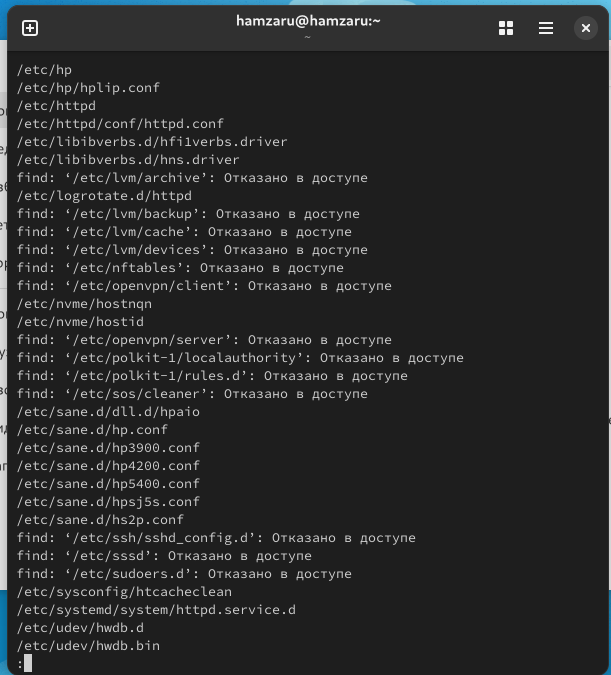 hamzaru@hamzaru:~
~
/etc/hp
/etc/hp/hplip.conf
/etc/httpd
/etc/httpd/conf/httpd.conf
/etc/libibverbs.d/hfi1verbs.driver
/etc/libibverbs.d/hns.driver
find: ‘/etc/lvm/archive’: Отказано в доступе
/etc/logrotate.d/httpd
find: ‘/etc/lvm/backup’: Отказано в доступе
find: ‘/etc/lvm/cache’: Отказано в доступе
find: ‘/etc/lvm/devices’: Отказано в доступе
find: ‘/etc/nftables’: Отказано в доступе
find: ‘/etc/openvpn/client’: Отказано в доступе
/etc/nvme/hostnqn
/etc/nvme/hostid
find: ‘/etc/openvpn/server’: Отказано в доступе
find: ‘/etc/polkit-1/localauthority’: Отказано в доступе
find: ‘/etc/polkit-1/rules.d’: Отказано в доступе
find: ‘/etc/sos/cleaner’: Отказано в доступе
/etc/sane.d/dll.d/hpaio
/etc/sane.d/hp.conf
/etc/sane.d/hp3900.conf
/etc/sane.d/hp4200.conf
/etc/sane.d/hp5400.conf
/etc/sane.d/hpsj5s.conf
/etc/sane.d/hs2p.conf
find: ‘/etc/ssh/sshd_config.d’: Отказано в доступе
find: ‘/etc/sssd’: Отказано в доступе
find: ‘/etc/sudoers.d’: Отказано в доступе
/etc/sysconfig/htcacheclean
/etc/systemd/system/httpd.service.d
/etc/udev/hwdb.d
/etc/udev/hwdb.bin
: